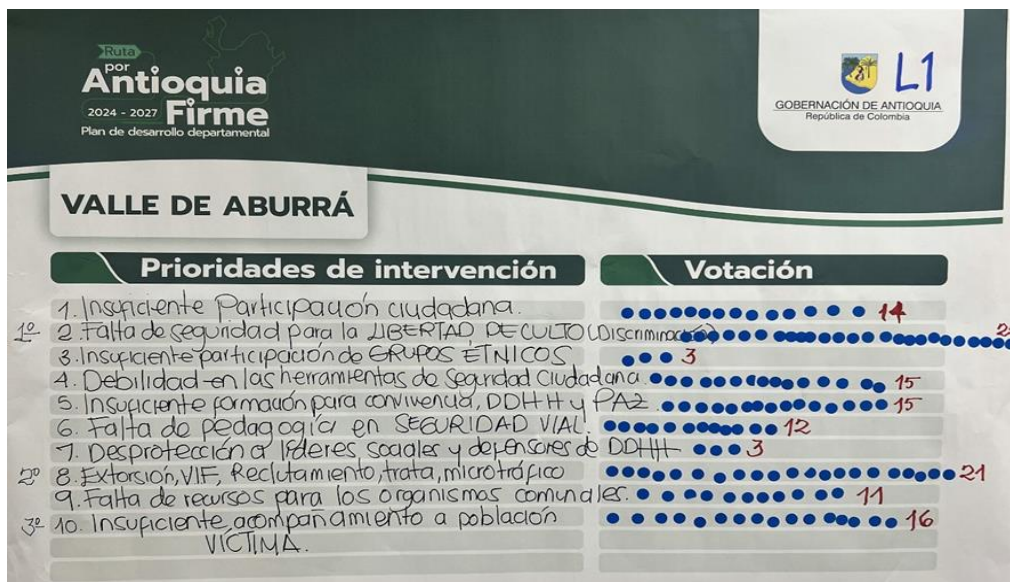 Ruta
por
Antioquia
2024 - 2027 Firme
Plan de desarrollo departamental
L1
GOBERNACIÓN DE ANTIOQUIA
República de Colombia
VALLE DE ABURRÁ
Prioridades de intervención Votación
1. Insuficiente Participación ciudadana. 14
1º 2. Falta de seguridad para la LIBERTAD DE CULTO (Discriminación)
3. Insuficiente participación de GRUPOS ÉTNICOS 3
4. Debilidad en las herramientas de Seguridad Ciudadana. 15
5. Insuficiente formación para convivencia, DDHH y PAZ. 15
6. Falta de pedagogía en SEGURIDAD VIAL. 12
7. Desprotección a líderes sociales y defensores de DDHH 3
2º 8. Extorsión, VIF, Reclutamiento, trata, microtráfico 21
9. Falta de recursos para los organismos comunales. 11
3º 10. Insuficiente acompañamiento a población 16
VÍCTIMA.